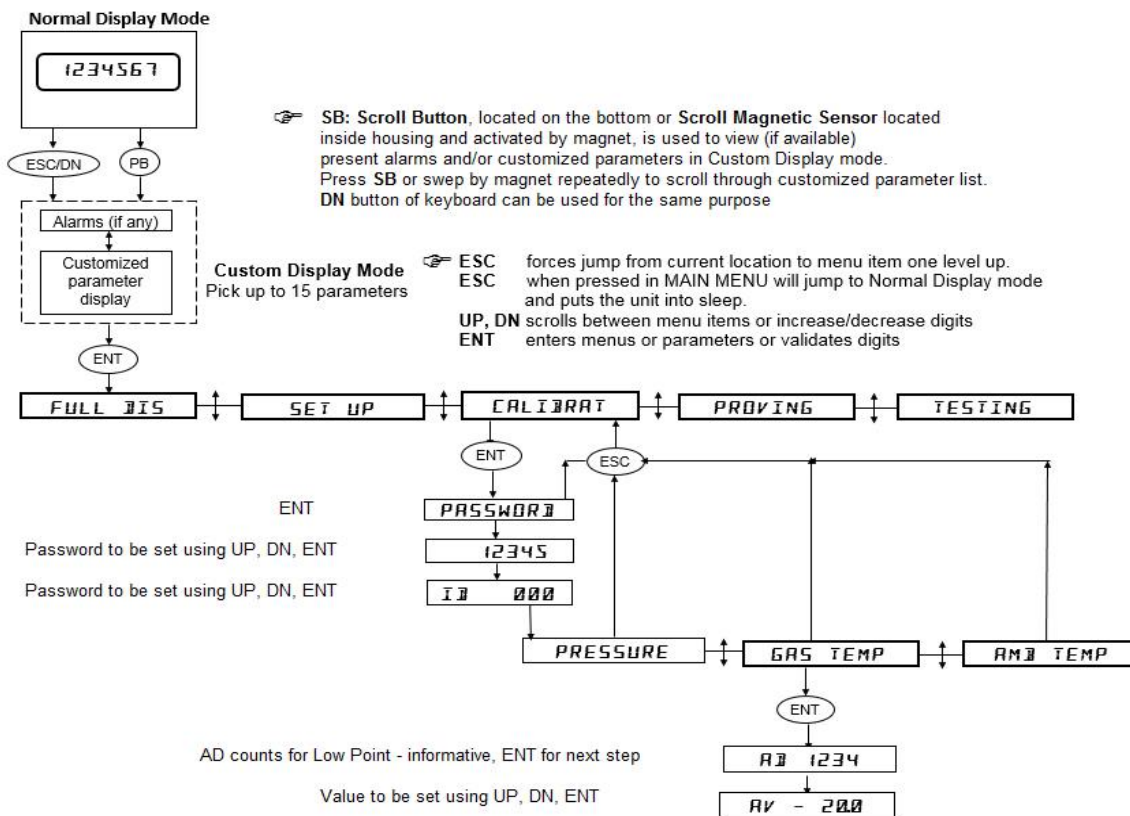 Normal Display Mode
1234567
SB: Scroll Button, located on the bottom or Scroll Magnetic Sensor located
inside housing and activated by magnet, is used to view (if available)
present alarms and/or customized parameters in Custom Display mode.
Press SB or swep by magnet repeatedly to scroll through customized parameter list.
DN button of keyboard can be used for the same purpose
ESC/DN
PB
Alarms (if any)
Customized
parameter
display
Custom Display Mode
Pick up to 15 parameters
ESC forces jump from current location to menu item one level up.
ESC when pressed in MAIN MENU will jump to Normal Display mode
and puts the unit into sleep.
UP, DN scrolls between menu items or increase/decrease digits
ENT enters menus or parameters or validates digits
ENT
FULL DIS
SET UP
CALIBRAT
PROVING
TESTING
ENT
ESC
ENT
PASSWORD
Password to be set using UP, DN, ENT
12345
Password to be set using UP, DN, ENT
ID 000
PRESSURE
GAS TEMP
AMB TEMP
ENT
AD counts for Low Point - informative, ENT for next step
AD 1234
Value to be set using UP, DN, ENT
AV - 20.0